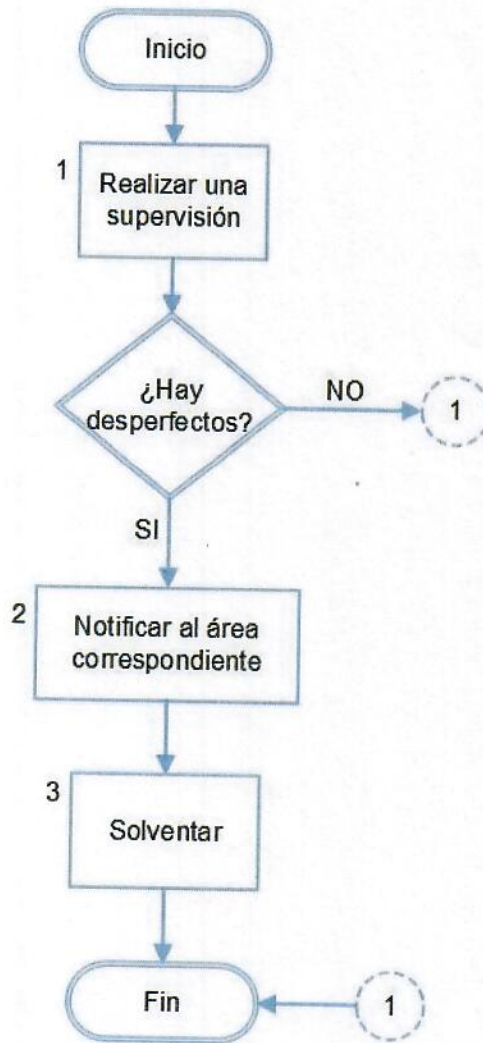 Inicio
1
Realizar una
supervisión
¿Hay
desperfectos?
NO
1
SI
2
Notificar al área
correspondiente
3
Solventar
Fin
1